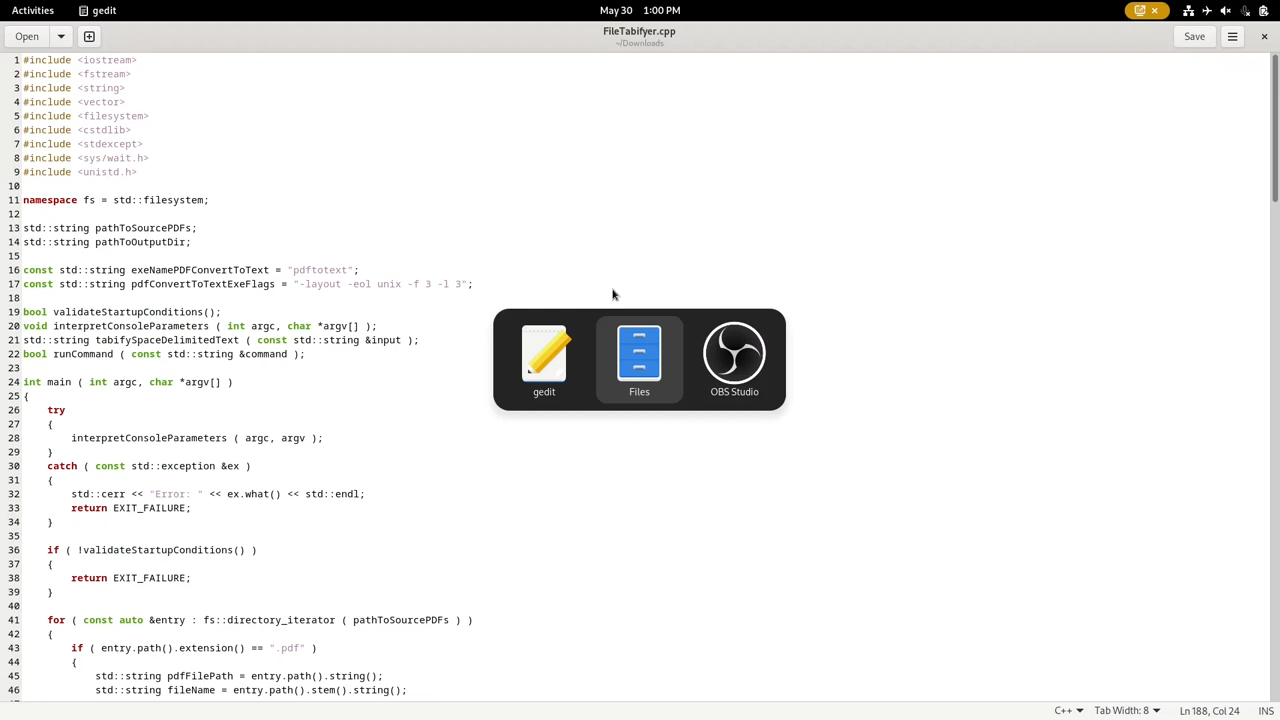 Activities gedit May 30 1:00 PM
Open FileTabifyer.cpp Save
~/Downloads
1 #include <iostream>
2 #include <fstream>
3 #include <string>
4 #include <vector>
5 #include <filesystem>
6 #include <cstdlib>
7 #include <stdexcept>
8 #include <sys/wait.h>
9 #include <unistd.h>
10
11 namespace fs = std::filesystem;
12
13 std::string pathToSourcePDFs;
14 std::string pathToOutputDir;
15
16 const std::string exeNamePDFConvertToText = "pdftotext";
17 const std::string pdfConvertToTextExeFlags = "-layout -eol unix -f 3 -l 3";
18
19 bool validateStartupConditions();
20 void interpretConsoleParameters ( int argc, char *argv[] );
21 std::string tabifySpaceDelimitedText ( const std::string &input );
22 bool runCommand ( const std::string &command );
23
24 int main ( int argc, char *argv[] )
25 {
26     try
27     {
28         interpretConsoleParameters ( argc, argv );
29     }
30     catch ( const std::exception &ex )
31     {
32         std::cerr << "Error: " << ex.what() << std::endl;
33         return EXIT_FAILURE;
34     }
35
36     if ( !validateStartupConditions() )
37     {
38         return EXIT_FAILURE;
39     }
40
41     for ( const auto &entry : fs::directory_iterator ( pathToSourcePDFs ) )
42     {
43         if ( entry.path().extension() == ".pdf" )
44         {
45             std::string pdfFilePath = entry.path().string();
46             std::string fileName = entry.path().stem().string();
gedit Files OBS Studio
C++ Tab Width: 8 Ln 188, Col 24 INS